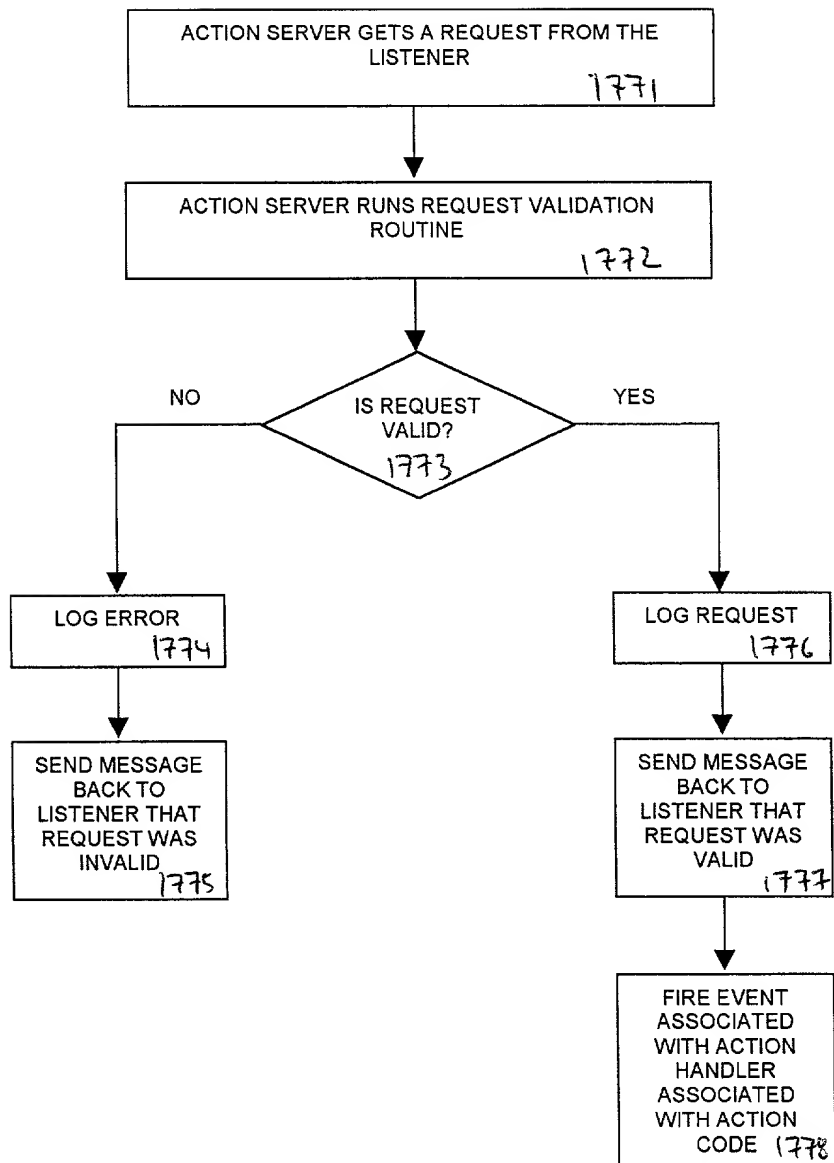 ACTION SERVER GETS A REQUEST FROM THE
LISTENER
1771
ACTION SERVER RUNS REQUEST VALIDATION
ROUTINE
1772
NO
IS REQUEST
VALID?
1773
YES
LOG ERROR
1774
SEND MESSAGE
BACK TO
LISTENER THAT
REQUEST WAS
INVALID
1775
LOG REQUEST
1776
SEND MESSAGE
BACK TO
LISTENER THAT
REQUEST WAS
VALID
1777
FIRE EVENT
ASSOCIATED
WITH ACTION
HANDLER
ASSOCIATED
WITH ACTION
CODE 1778